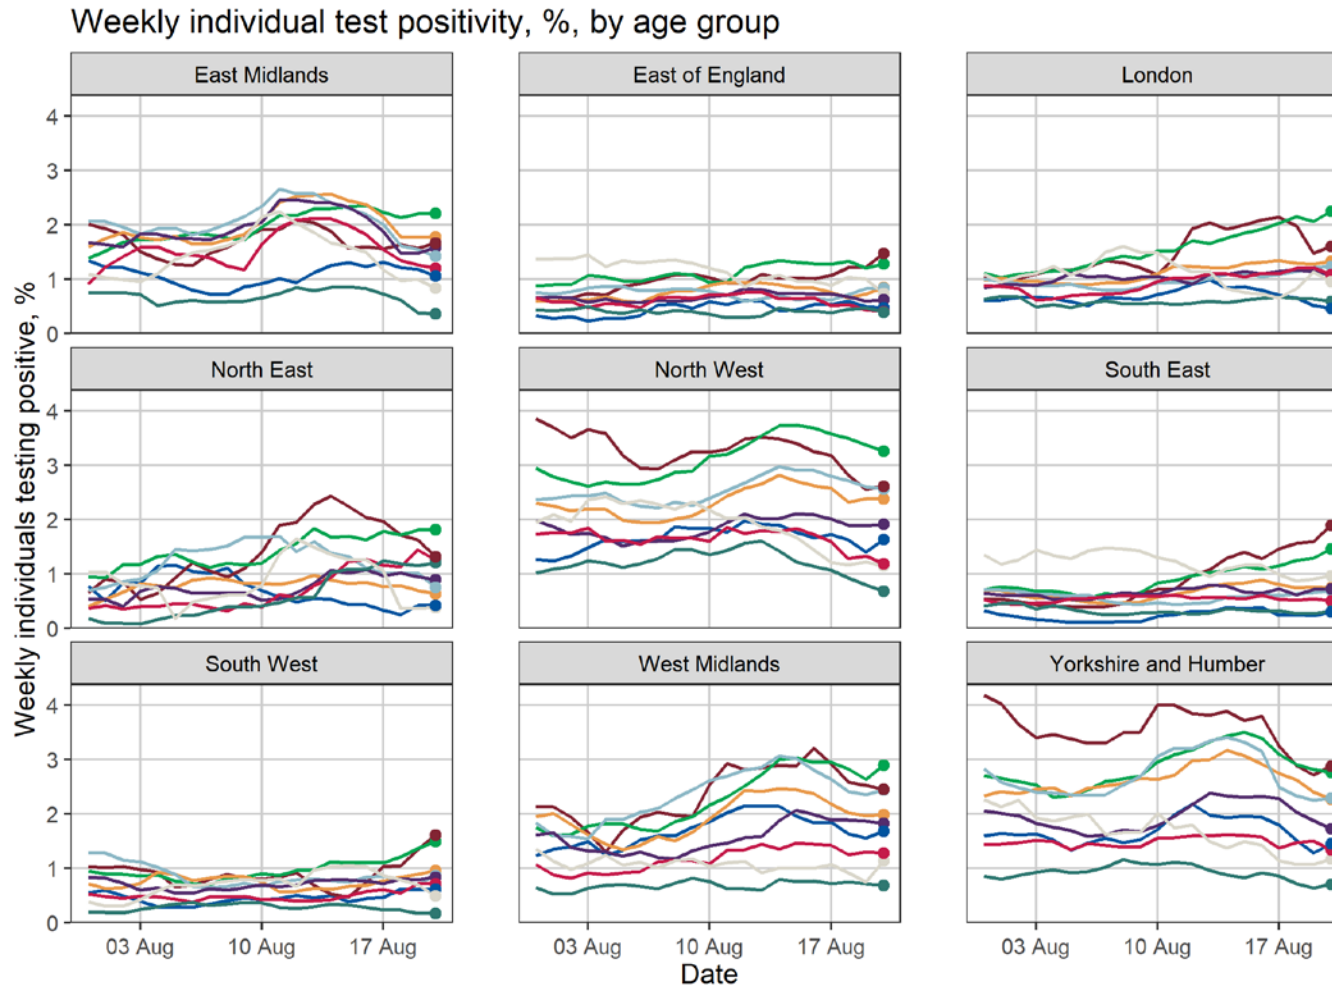 Weekly individual test positivity, %, by age group
East Midlands
East of England
London
4
3
2
1
0
North East
North West
South East
4
3
2
1
0
South West
West Midlands
Yorkshire and Humber
4
3
2
1
0
03 Aug
10 Aug
17 Aug
03 Aug
10 Aug
17 Aug
03 Aug
10 Aug
17 Aug
Date
Weekly individuals testing positive, %